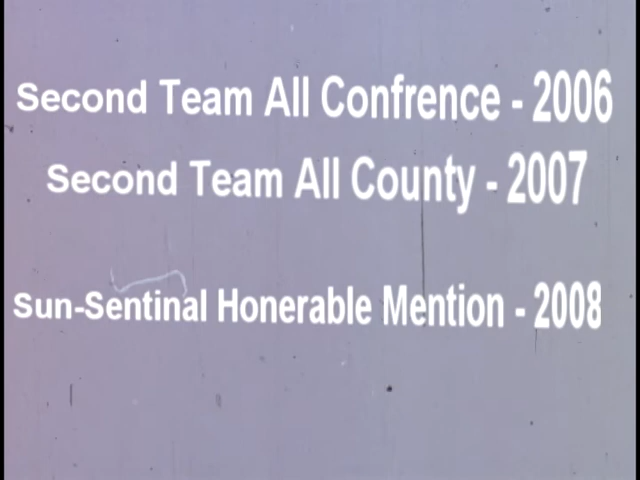 Second Team All Confrence - 2006
Second Team All County - 2007
Sun-Sentinal Honerable Mention - 2008